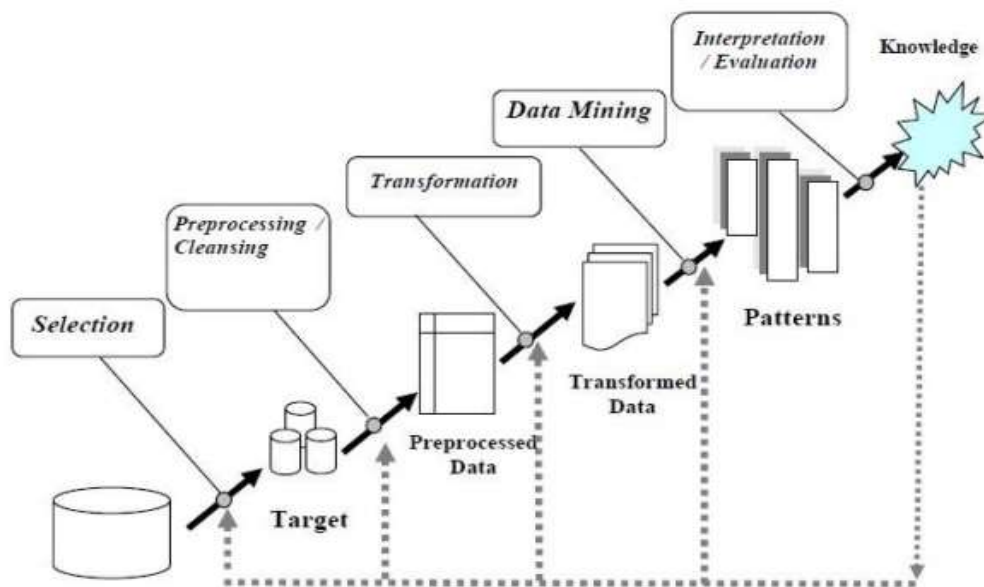 Interpretation
/ Evaluation
Knowledge
Data Mining
Transformation
Preprocessing /
Cleansing
Selection
Patterns
Transformed
Data
Preprocessed
Data
Target